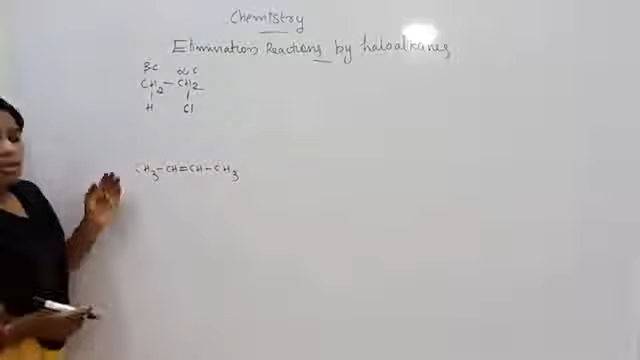 Chemistry
Elimination Reactions by haloalkanes
βC αC
CH2 - CH2
H Cl
CH3-CH=CH-CH3